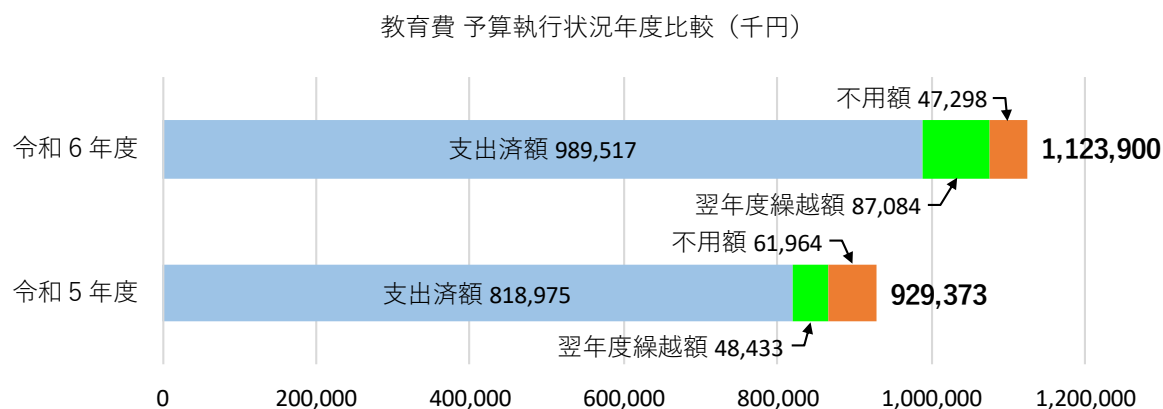 教育費 予算執行状況年度比較（千円）
不用額 47,298
令和６年度
支出済額 989,517
1,123,900
翌年度繰越額 87,084
不用額 61,964
令和５年度
支出済額 818,975
929,373
翌年度繰越額 48,433
0 200,000 400,000 600,000 800,000 1,000,000 1,200,000